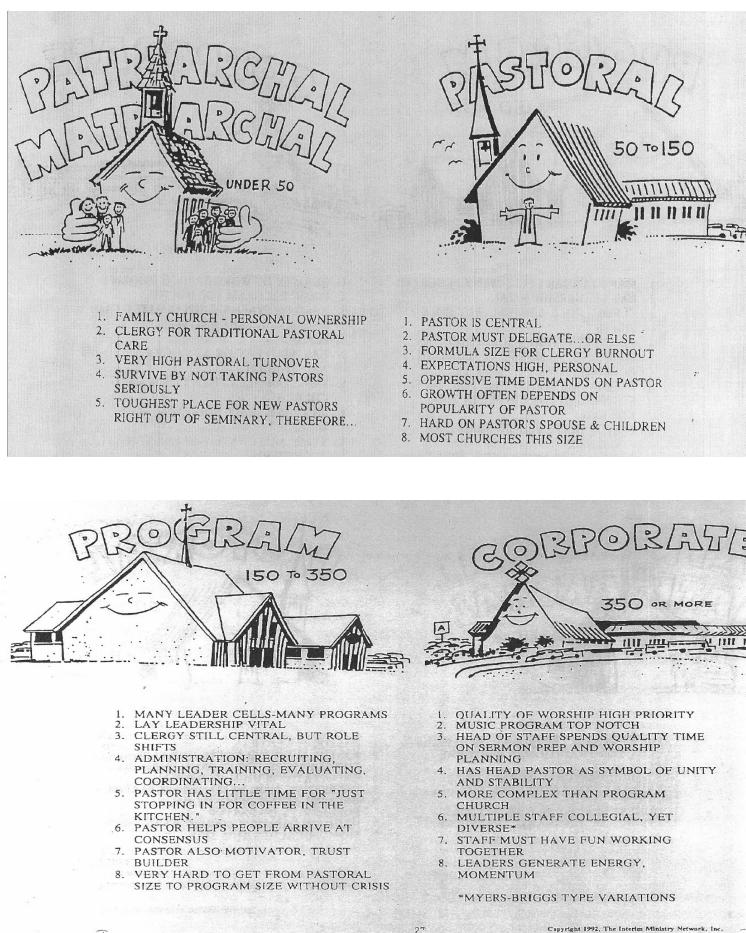 PATRIARCHAL
MATRIARCHAL
UNDER 50
1. FAMILY CHURCH - PERSONAL OWNERSHIP
2. CLERGY FOR TRADITIONAL PASTORAL
CARE
3. VERY HIGH PASTORAL TURNOVER
4. SURVIVE BY NOT TAKING PASTORS
SERIOUSLY
5. TOUGHEST PLACE FOR NEW PASTORS
RIGHT OUT OF SEMINARY, THEREFORE...
PASTORAL
50 TO 150
1. PASTOR IS CENTRAL
2. PASTOR MUST DELEGATE...OR ELSE
3. FORMULA SIZE FOR CLERGY BURNOUT
4. EXPECTATIONS HIGH, PERSONAL
5. OPPRESSIVE TIME DEMANDS ON PASTOR
6. GROWTH OFTEN DEPENDS ON
POPULARITY OF PASTOR
7. HARD ON PASTOR'S SPOUSE & CHILDREN
8. MOST CHURCHES THIS SIZE
PROGRAM
150 TO 350
1. MANY LEADER CELLS-MANY PROGRAMS
2. LAY LEADERSHIP VITAL
3. CLERGY STILL CENTRAL, BUT ROLE
SHIFTS
4. ADMINISTRATION: RECRUITING,
PLANNING, TRAINING, EVALUATING,
COORDINATING...
5. PASTOR HAS LITTLE TIME FOR "JUST
STOPPING IN FOR COFFEE IN THE
KITCHEN."
6. PASTOR HELPS PEOPLE ARRIVE AT
CONSENSUS
7. PASTOR ALSO MOTIVATOR, TRUST
BUILDER
8. VERY HARD TO GET FROM PASTORAL
SIZE TO PROGRAM SIZE WITHOUT CRISIS
CORPORATE
350 OR MORE
A
1. QUALITY OF WORSHIP HIGH PRIORITY
2. MUSIC PROGRAM TOP NOTCH
3. HEAD OF STAFF SPENDS QUALITY TIME
ON SERMON PREP AND WORSHIP
PLANNING
4. HAS HEAD PASTOR AS SYMBOL OF UNITY
AND STABILITY
5. MORE COMPLEX THAN PROGRAM
CHURCH
6. MULTIPLE STAFF COLLEGIAL, YET
DIVERSE*
7. STAFF MUST HAVE FUN WORKING
TOGETHER
8. LEADERS GENERATE ENERGY,
MOMENTUM
*MYERS-BRIGGS TYPE VARIATIONS
Copyright 1992, The Interim Ministry Network, Inc.